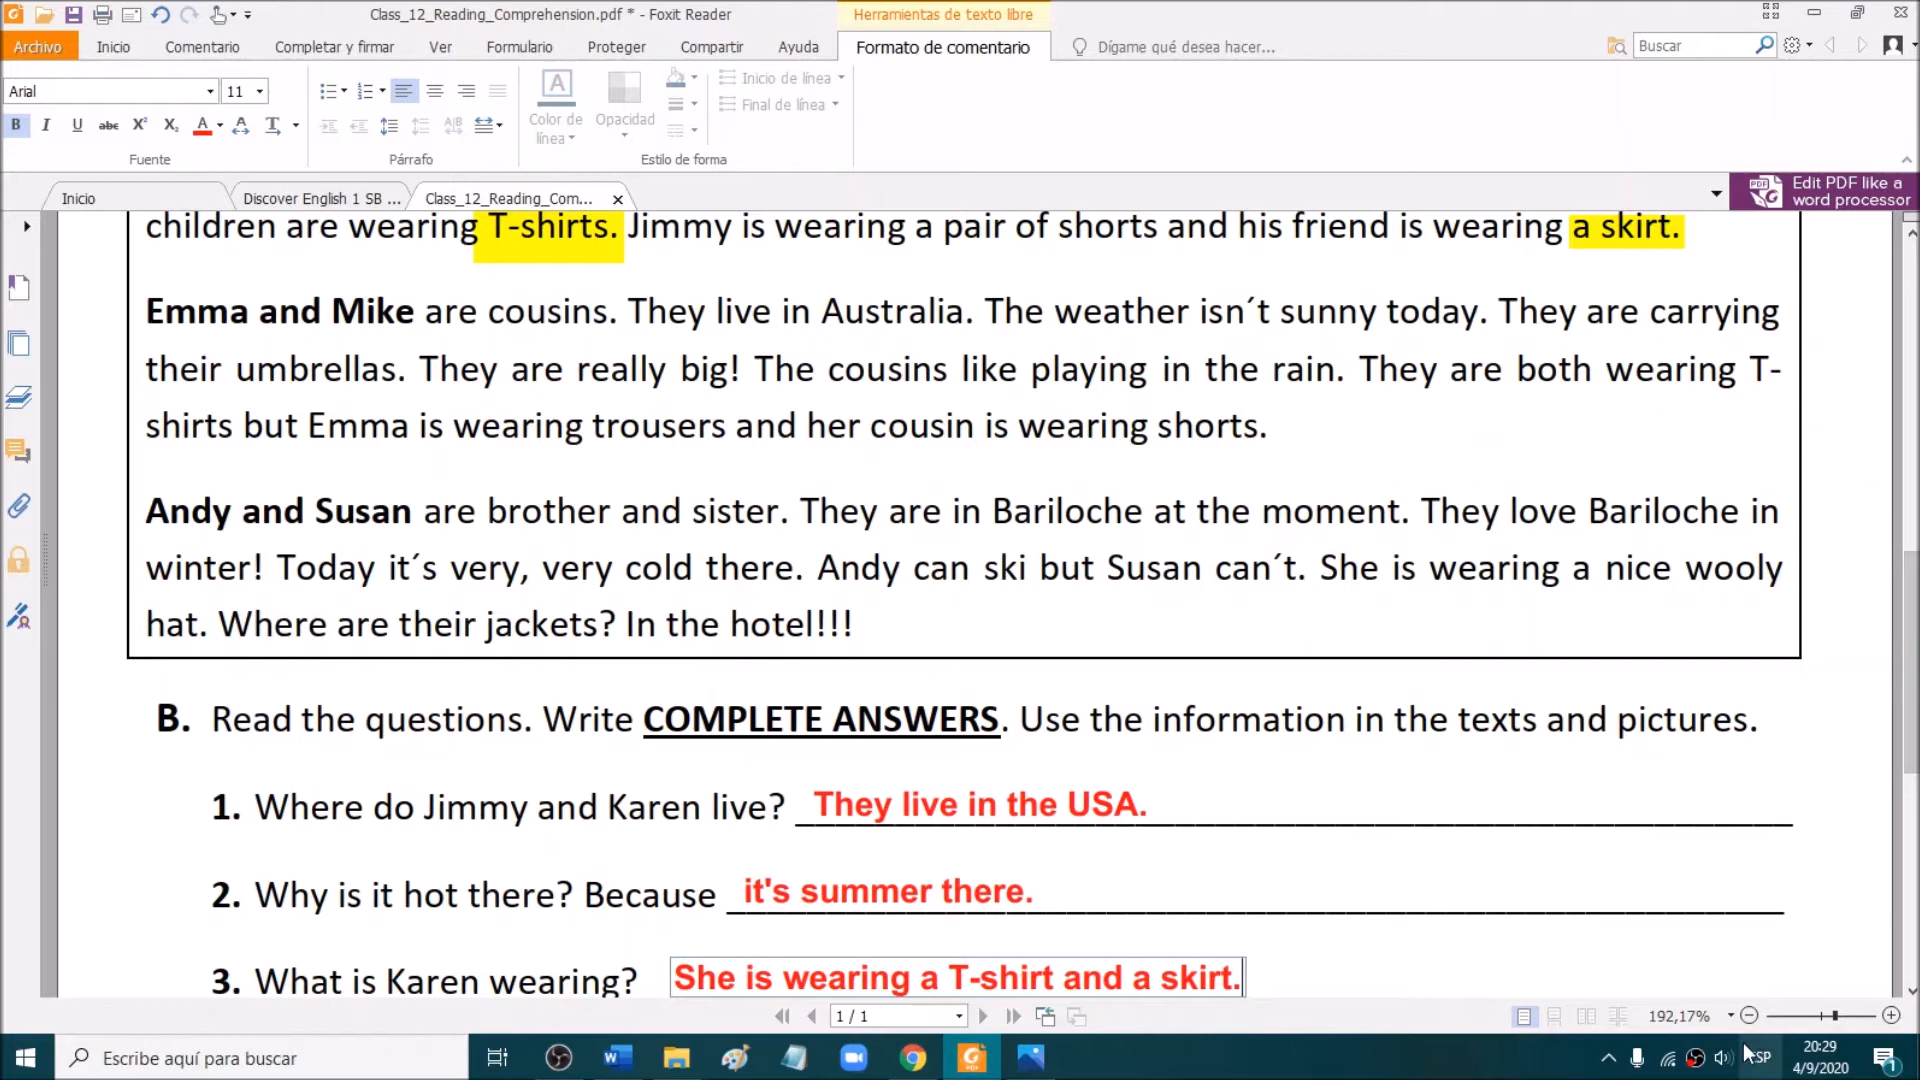 Class_12_Reading_Comprehension.pdf * - Foxit Reader
Herramientas de texto libre
Archivo
Inicio
Comentario
Completar y firmar
Ver
Formulario
Proteger
Compartir
Ayuda
Formato de comentario
Dígame qué desea hacer...
Buscar
Arial
11
Color de línea
Opacidad
Inicio de línea
Final de línea
Fuente
Párrafo
Estilo de forma
Inicio
Discover English 1 SB ...
Class_12_Reading_Com...
Edit PDF like a
word processor
children are wearing T-shirts. Jimmy is wearing a pair of shorts and his friend is wearing a skirt.
Emma and Mike are cousins. They live in Australia. The weather isn´t sunny today. They are carrying
their umbrellas. They are really big! The cousins like playing in the rain. They are both wearing T-
shirts but Emma is wearing trousers and her cousin is wearing shorts.
Andy and Susan are brother and sister. They are in Bariloche at the moment. They love Bariloche in
winter! Today it´s very, very cold there. Andy can ski but Susan can´t. She is wearing a nice wooly
hat. Where are their jackets? In the hotel!!!
B. Read the questions. Write COMPLETE ANSWERS. Use the information in the texts and pictures.
1. Where do Jimmy and Karen live? They live in the USA.
2. Why is it hot there? Because it's summer there.
3. What is Karen wearing? She is wearing a T-shirt and a skirt.
1 / 1
192,17%
Escribe aquí para buscar
20:29
4/9/2020
1